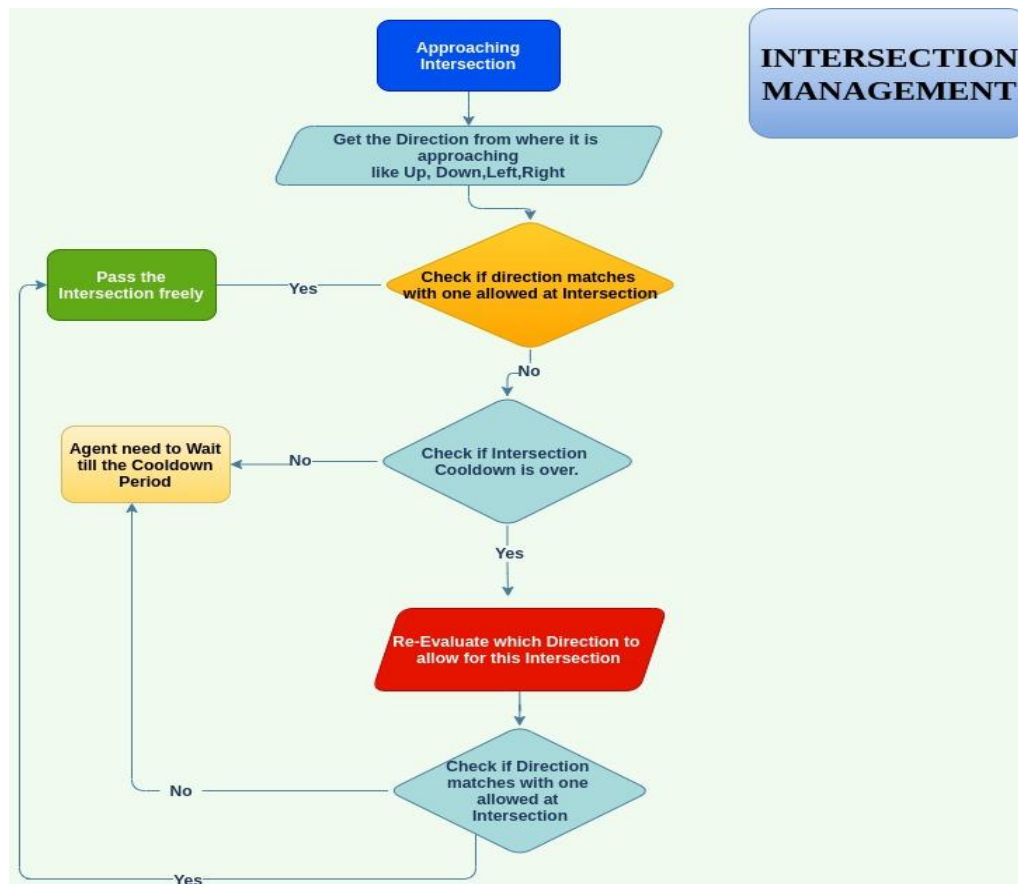 Approaching
Intersection
INTERSECTION
MANAGEMENT
Get the Direction from where it is
approaching
like Up, Down,Left,Right
Check if direction matches
with one allowed at Intersection
Yes
Pass the
Intersection freely
No
Check if Intersection
Cooldown is over.
No
Agent need to Wait
till the Cooldown
Period
Yes
Re-Evaluate which Direction to
allow for this Intersection
Check if Direction
matches with one
allowed at
Intersection
No
Yes